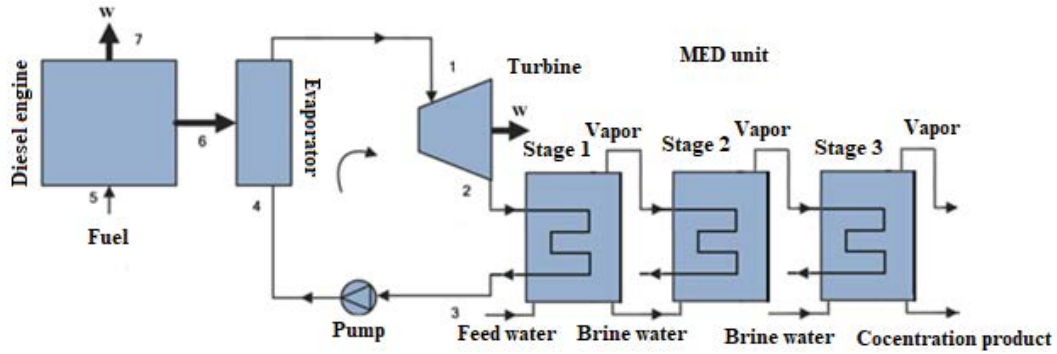 w
7
Diesel engine
5
Fuel
6
Evaporator
4
1
Turbine
w
2
Pump
3
MED unit
Stage 1
Vapor
Stage 2
Vapor
Stage 3
Vapor
Feed water
Brine water
Brine water
Cocentration product